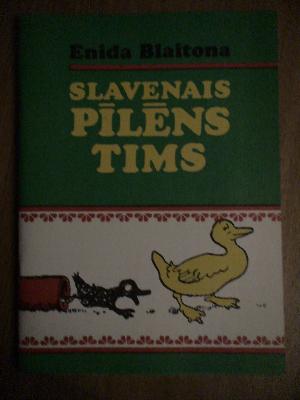 Enida Blaitona
SLAVENAIS
PĪLĒNS
TIMS